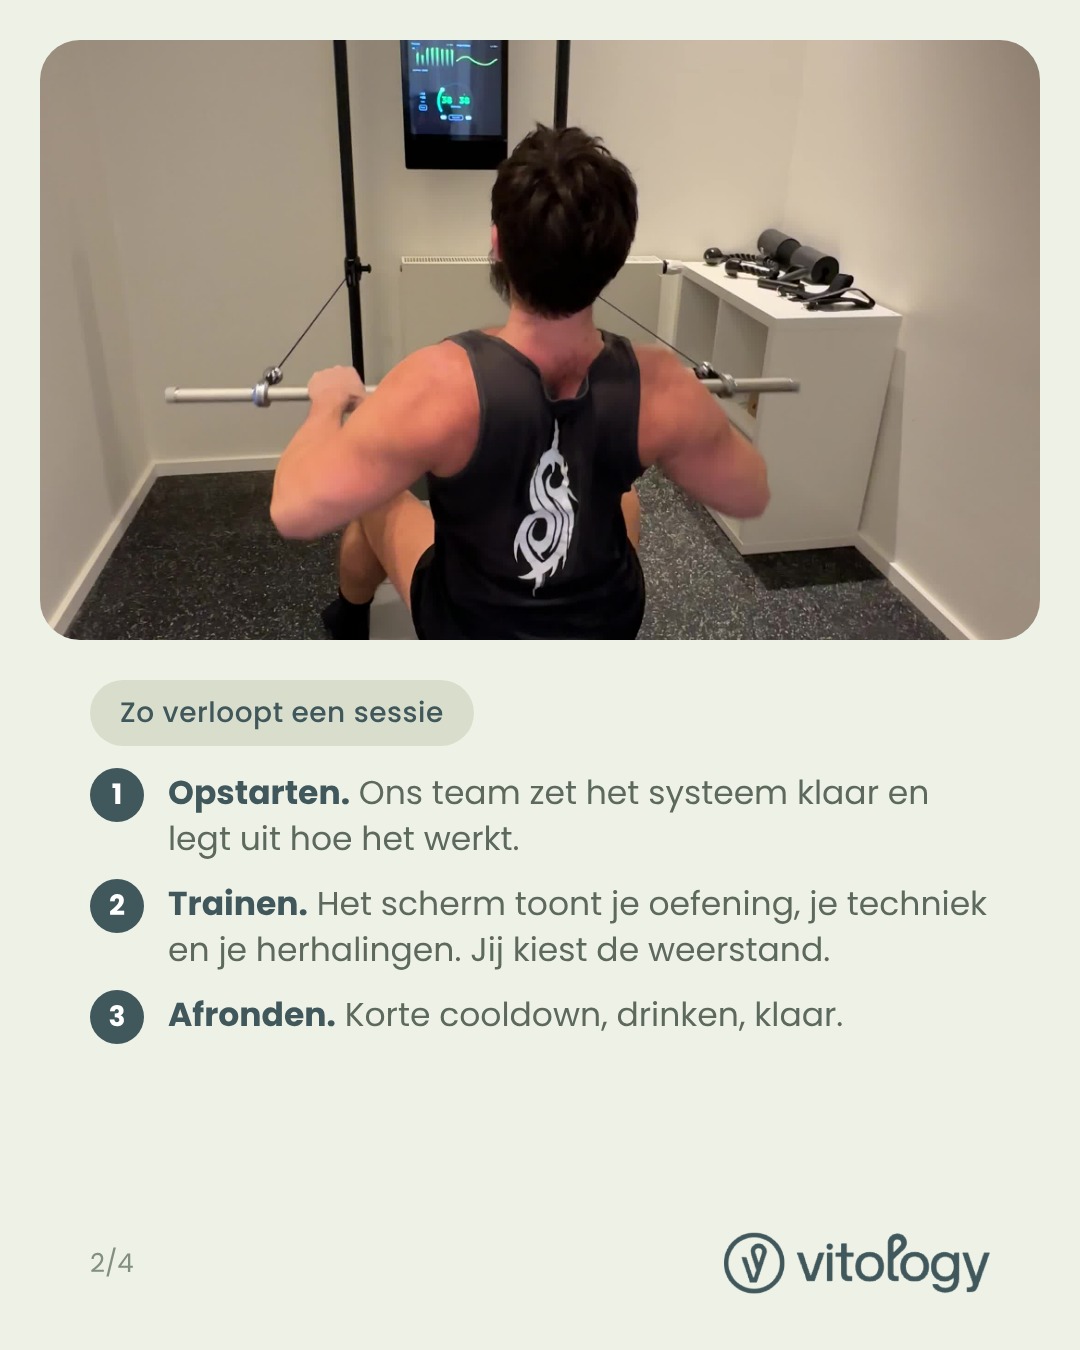 38 38
Zo verloopt een sessie
1 Opstarten. Ons team zet het systeem klaar en
legt uit hoe het werkt.
2 Trainen. Het scherm toont je oefening, je techniek
en je herhalingen. Jij kiest de weerstand.
3 Afronden. Korte cooldown, drinken, klaar.
2/4
vitology